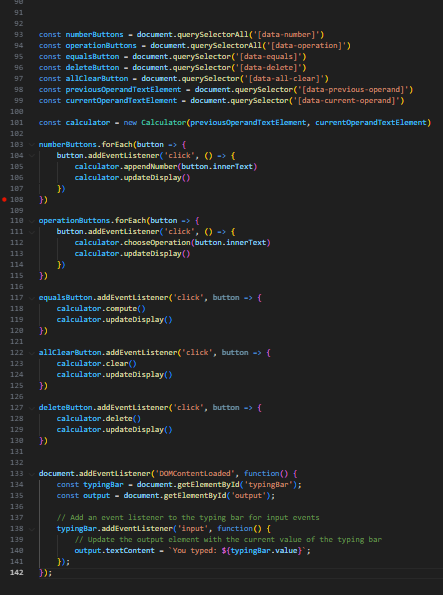 90
91
92
93 const numberButtons = document.querySelectorAll('[data-number]')
94 const operationButtons = document.querySelectorAll('[data-operation]')
95 const equalsButton = document.querySelector('[data-equals]')
96 const deleteButton = document.querySelector('[data-delete]')
97 const allClearButton = document.querySelector('[data-all-clear]')
98 const previousOperandTextElement = document.querySelector('[data-previous-operand]')
99 const currentOperandTextElement = document.querySelector('[data-current-operand]')
100
101 const calculator = new Calculator(previousOperandTextElement, currentOperandTextElement)
102
103 numberButtons.forEach(button => {
104 button.addEventListener('click', () => {
105 calculator.appendNumber(button.innerText)
106 calculator.updateDisplay()
107 })
108 })
109
110 operationButtons.forEach(button => {
111 button.addEventListener('click', () => {
112 calculator.chooseOperation(button.innerText)
113 calculator.updateDisplay()
114 })
115 })
116
117 equalsButton.addEventListener('click', button => {
118 calculator.compute()
119 calculator.updateDisplay()
120 })
121
122 allClearButton.addEventListener('click', button => {
123 calculator.clear()
124 calculator.updateDisplay()
125 })
126
127 deleteButton.addEventListener('click', button => {
128 calculator.delete()
129 calculator.updateDisplay()
130 })
131
132
133 document.addEventListener('DOMContentLoaded', function() {
134 const typingBar = document.getElementById('typingBar');
135 const output = document.getElementById('output');
136
137 // Add an event listener to the typing bar for input events
138 typingBar.addEventListener('input', function() {
139 // Update the output element with the current value of the typing bar
140 output.textContent = `You typed: ${typingBar.value}`;
141 });
142 });